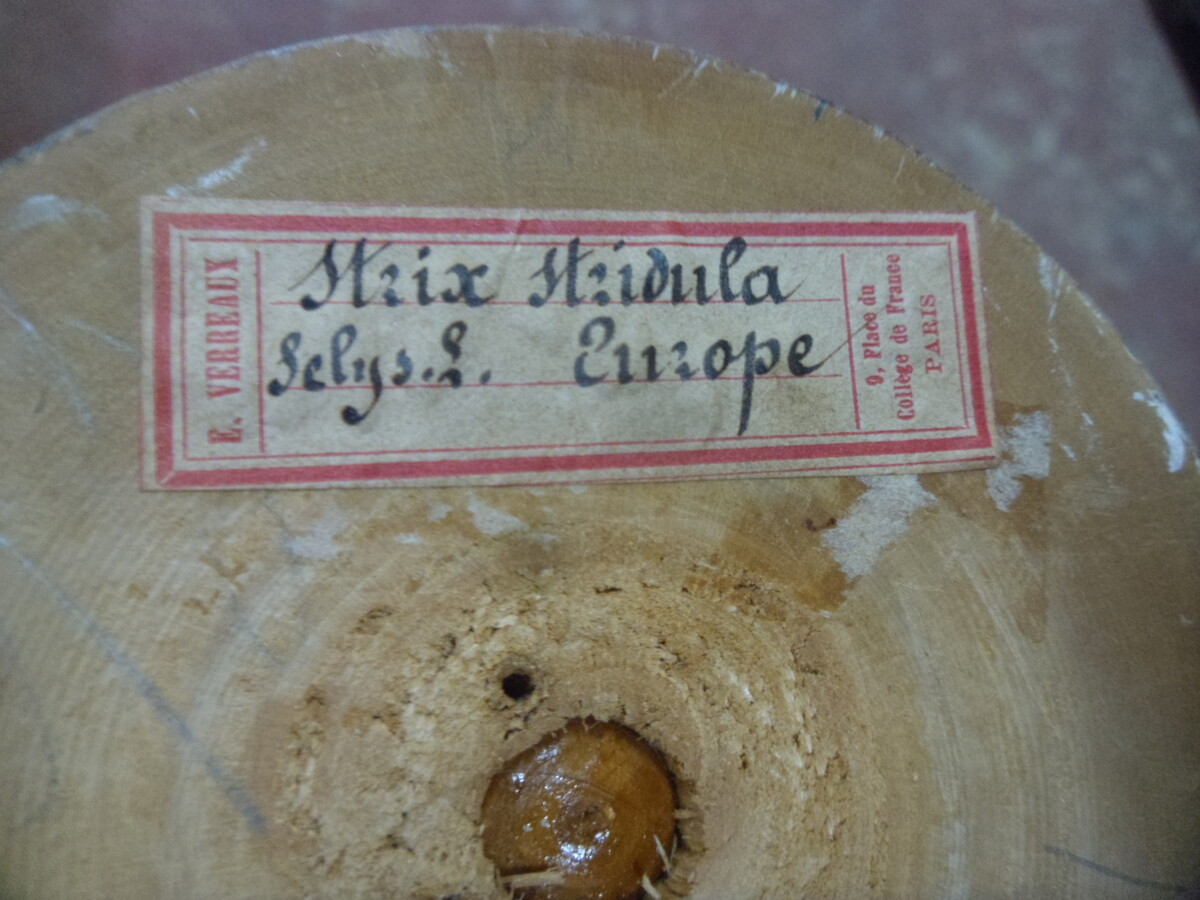 E. VERREAUX
Strix Stridula
Selys. L. Europe
9, Place du
Collège de France
PARIS